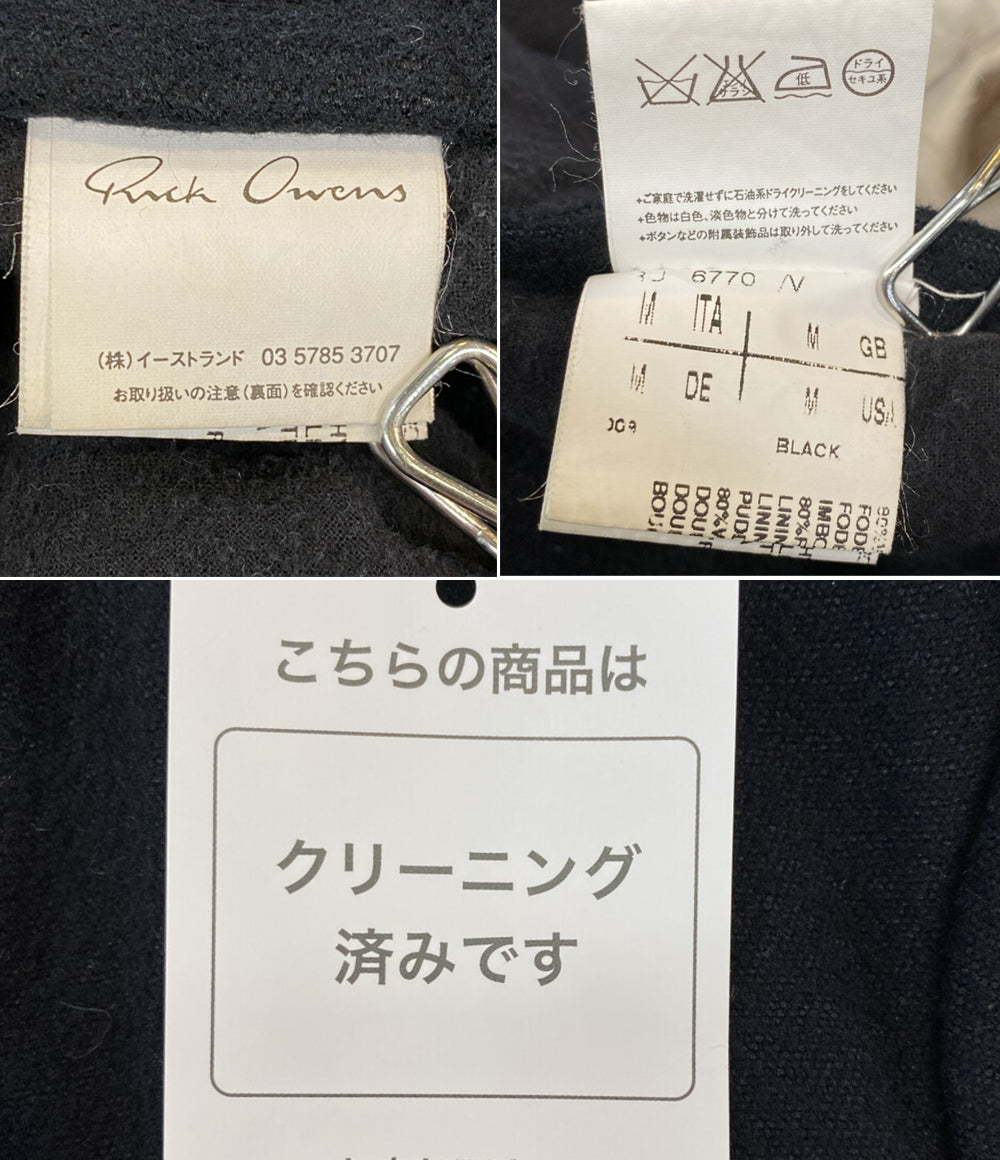 Rick Owens
(株)イーストランド 03 5785 3707
お取り扱いの注意(裏面)を確認ください
エンソ サラシ
低
ドライ
セキユ系
+ご家庭で洗濯せずに石油系ドライクリーニングをしてください
+色物は白色、淡色物と分けて洗ってください
+ボタンなどの附属装飾品は取り外して洗ってください
6770 /V
M ITA M GB
M DE M USA
BLACK
こちらの商品は
クリーニング
済みです